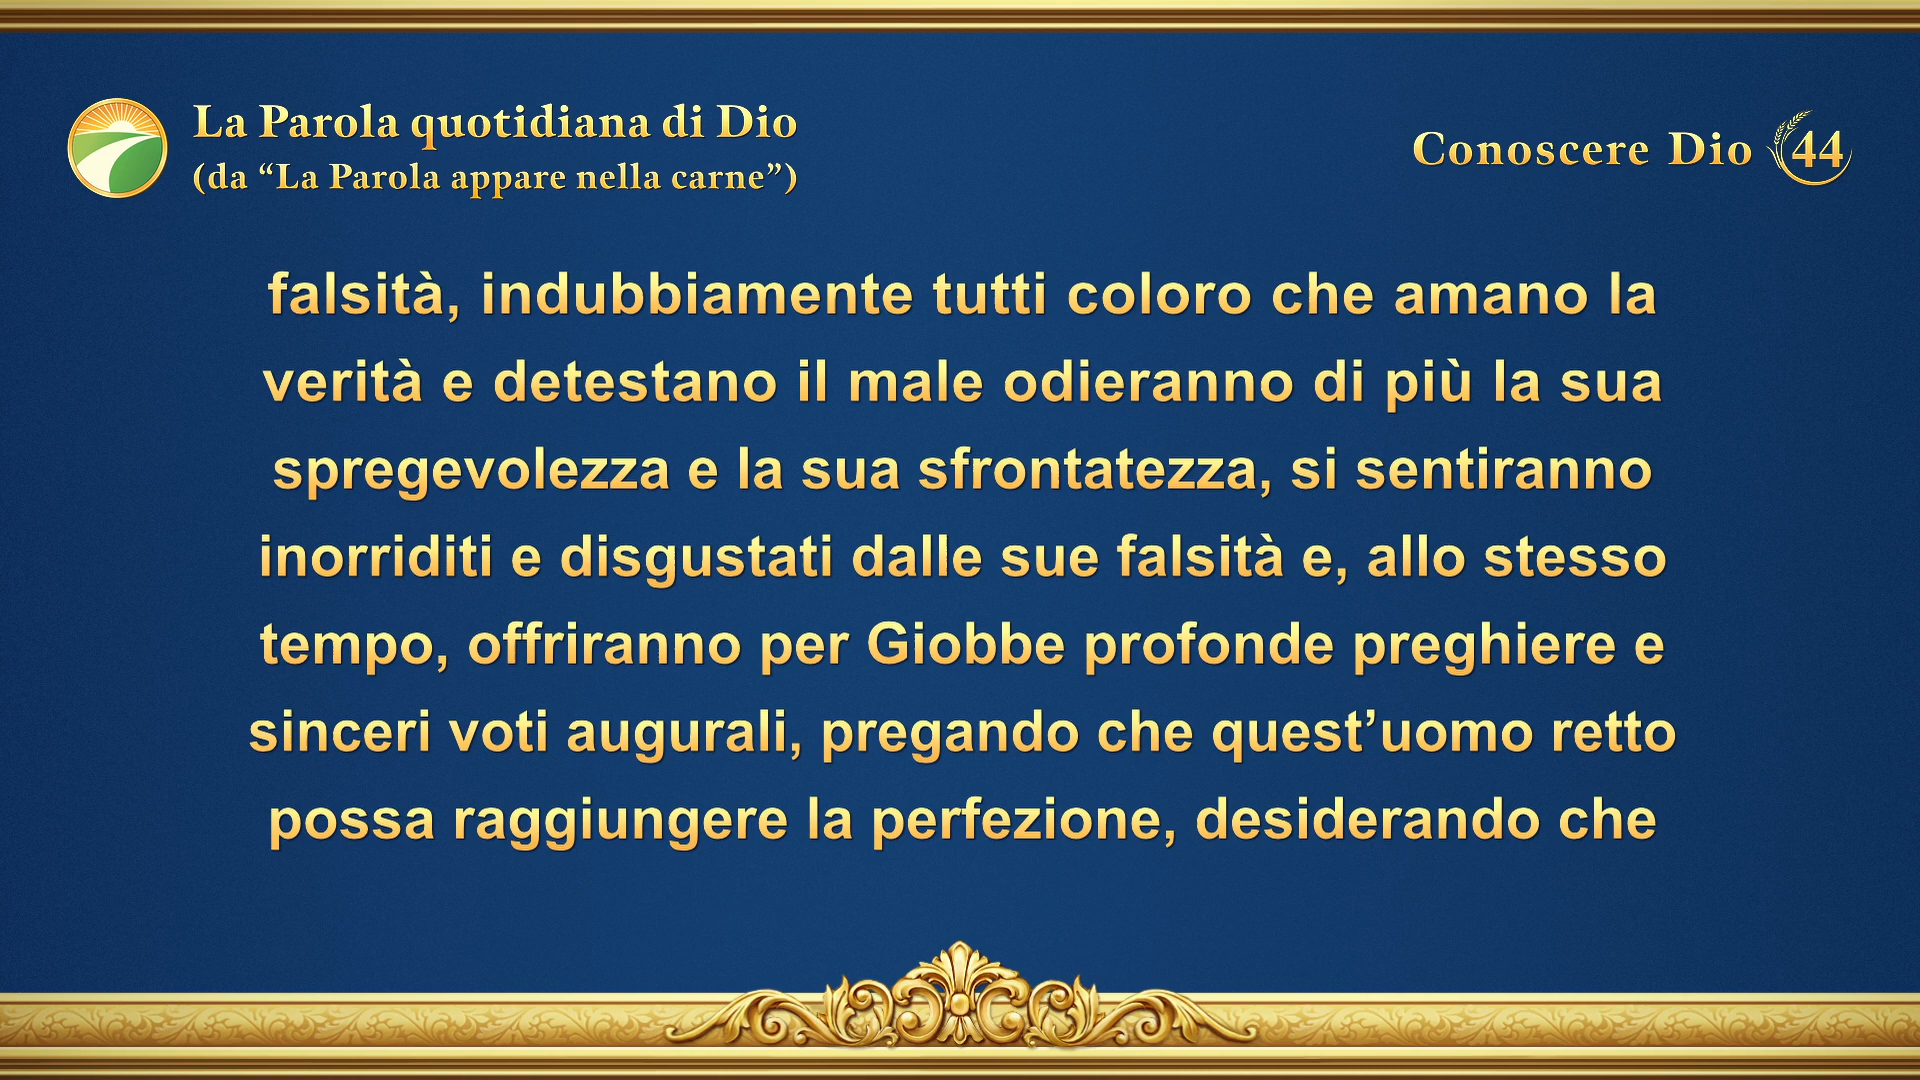 La Parola quotidiana di Dio
(da “La Parola appare nella carne”)
Conoscere Dio 44
falsità, indubbiamente tutti coloro che amano la
verità e detestano il male odieranno di più la sua
spregevolezza e la sua sfrontatezza, si sentiranno
inorriditi e disgustati dalle sue falsità e, allo stesso
tempo, offriranno per Giobbe profonde preghiere e
sinceri voti augurali, pregando che quest’uomo retto
possa raggiungere la perfezione, desiderando che